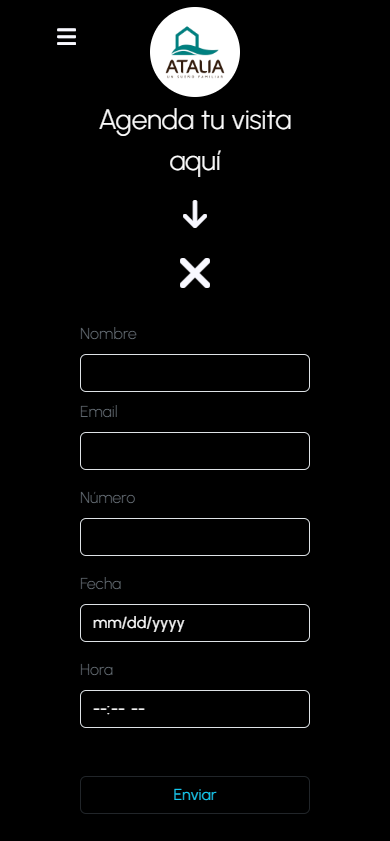 ATALIA
UN SUEÑO FAMILIAR
Agenda tu visita
aquí
Nombre
Email
Número
Fecha
mm/dd/yyyy
Hora
--:-- --
Enviar